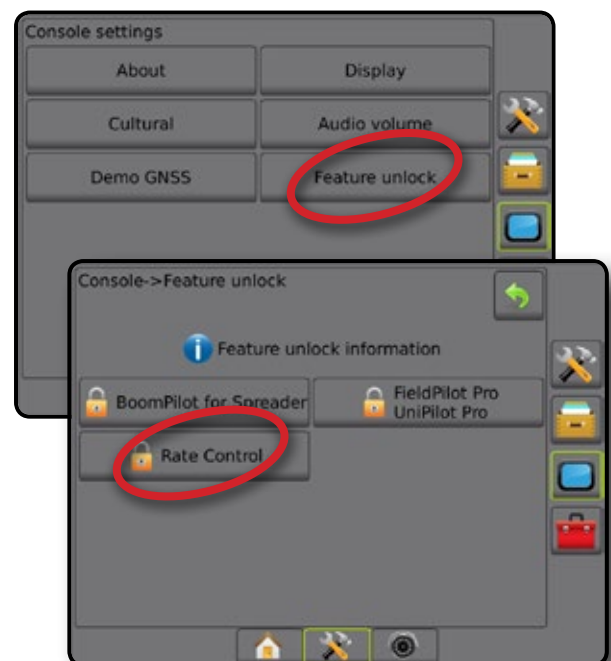 Console settings
About
Display
Cultural
Audio volume
Demo GNSS
Feature unlock
Console->Feature unlock
Feature unlock information
BoomPilot for Spreader
FieldPilot Pro
UniPilot Pro
Rate Control